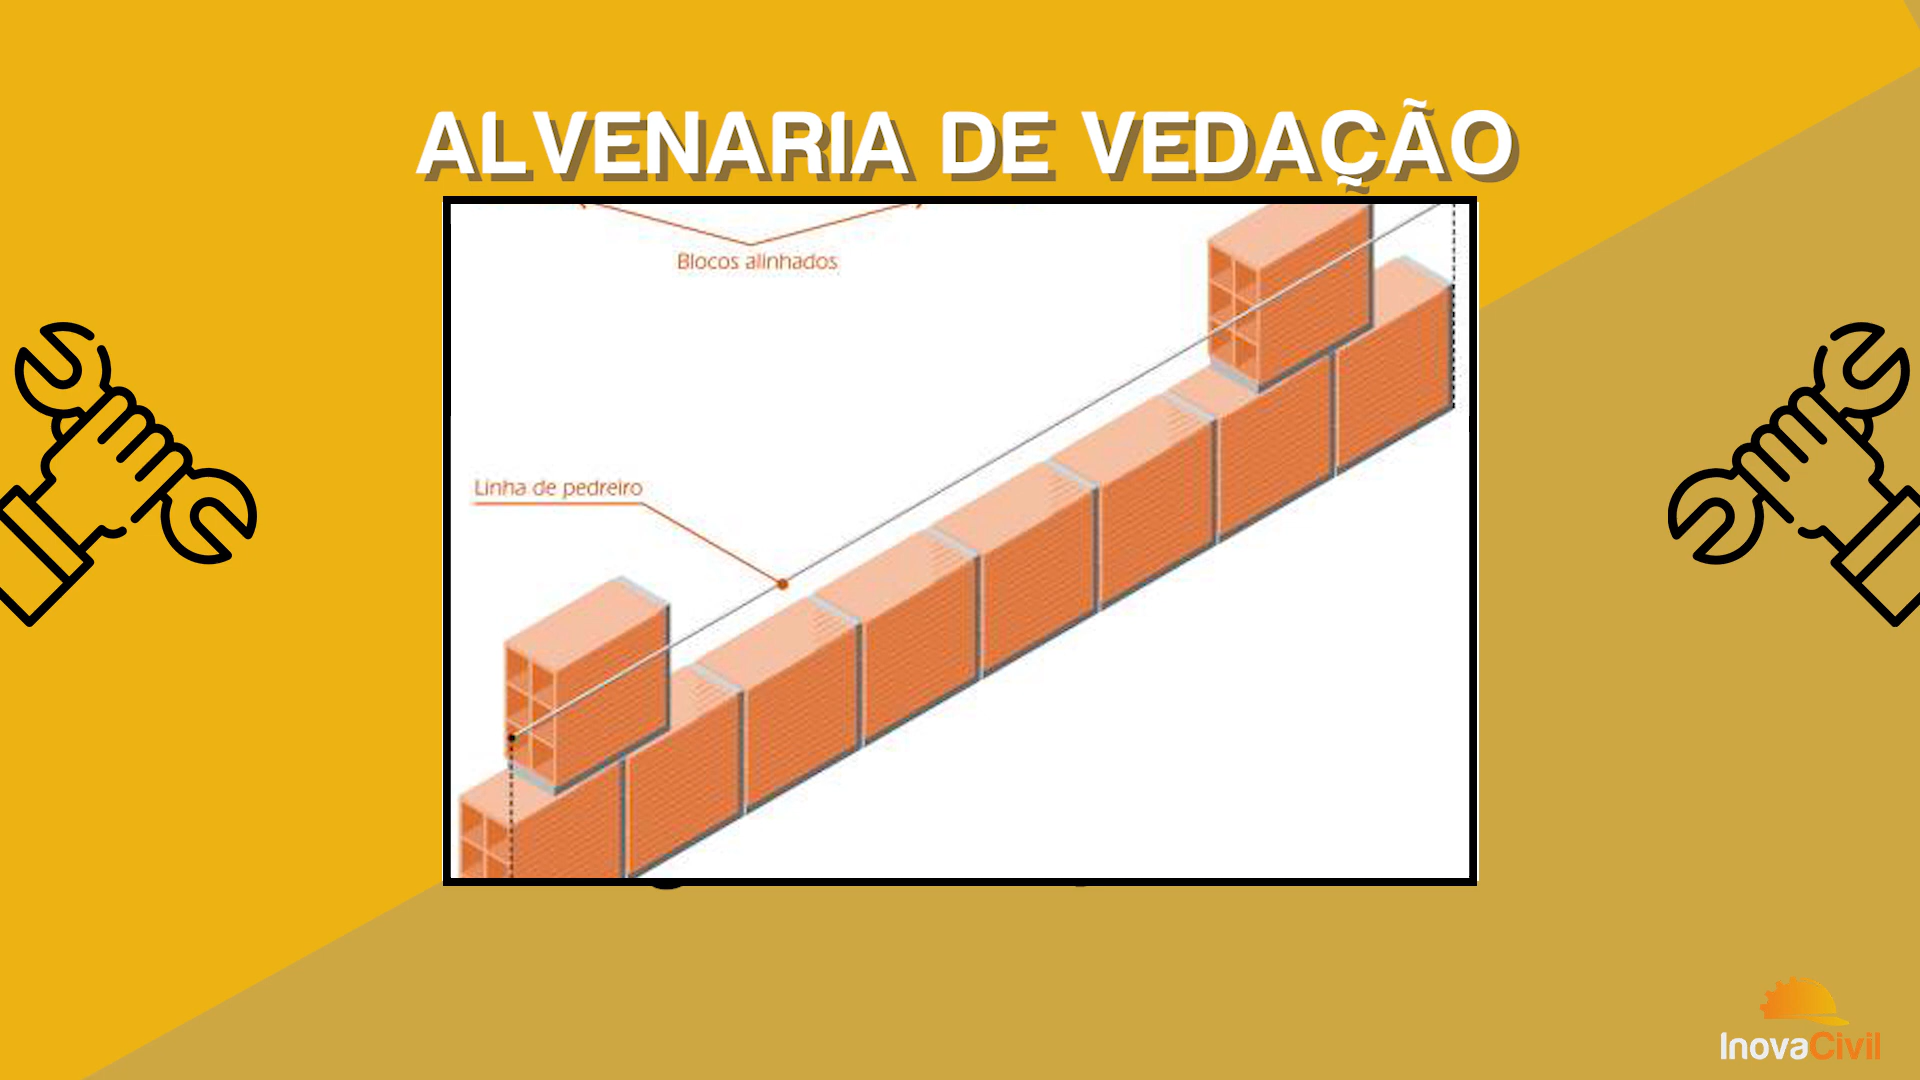 ALVENARIA DE VEDAÇÃO
Blocos alinhados
Linha de pedreiro
InovaCivil